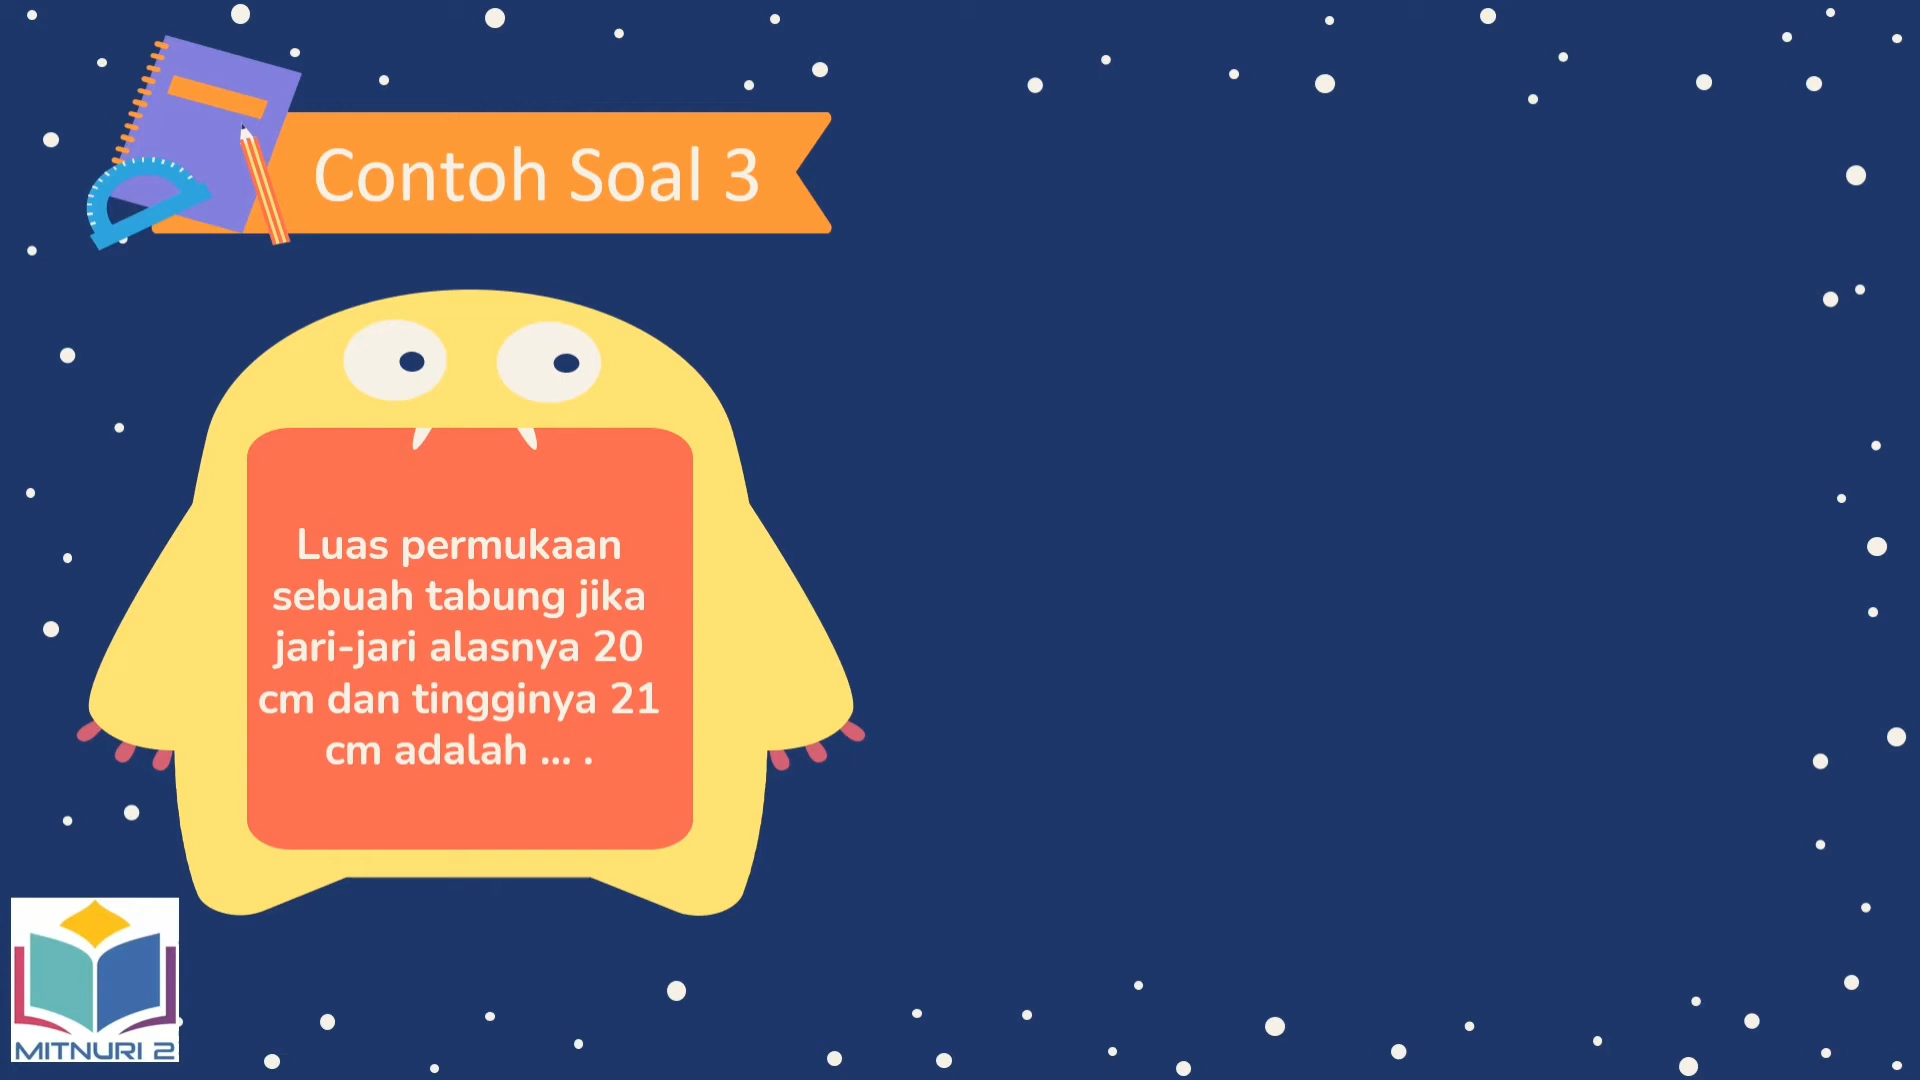 Contoh Soal 3
Luas permukaan
sebuah tabung jika
jari-jari alasnya 20
cm dan tingginya 21
cm adalah ... .
MITNURI 2